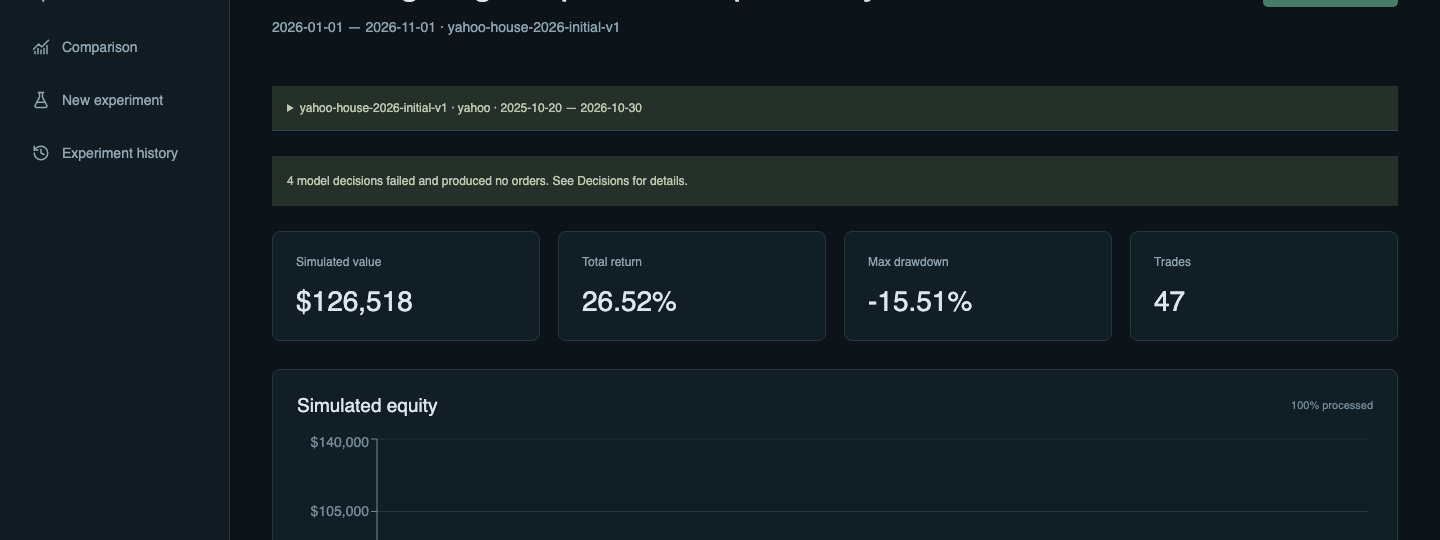 2026-01-01 — 2026-11-01 · yahoo-house-2026-initial-v1
Comparison
New experiment
Experiment history
▶ yahoo-house-2026-initial-v1 · yahoo · 2025-10-20 — 2026-10-30
4 model decisions failed and produced no orders. See Decisions for details.
Simulated value
$126,518
Total return
26.52%
Max drawdown
-15.51%
Trades
47
Simulated equity
100% processed
$140,000
$105,000